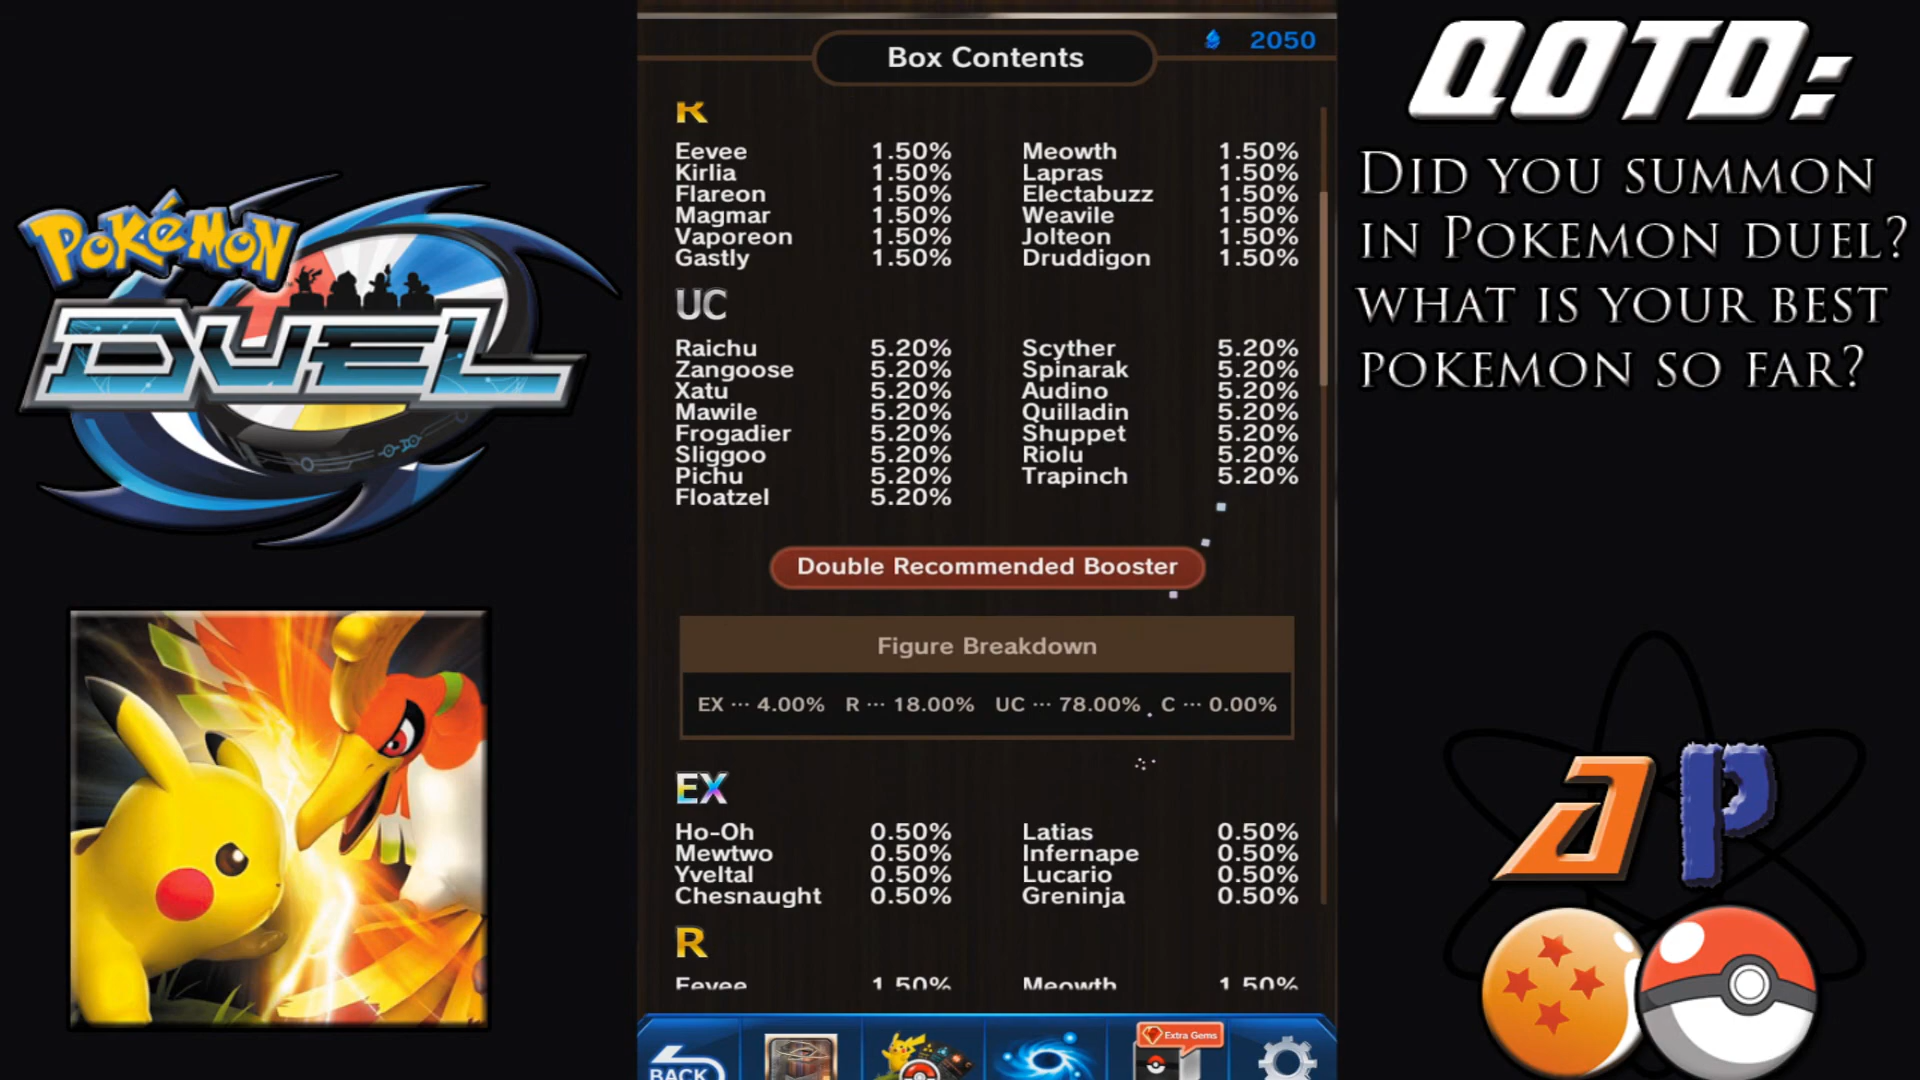 Box Contents
2050
R
Eevee 1.50% Meowth 1.50%
Kirlia 1.50% Lapras 1.50%
Flareon 1.50% Electabuzz 1.50%
Magmar 1.50% Weavile 1.50%
Vaporeon 1.50% Jolteon 1.50%
Gastly 1.50% Druddigon 1.50%
UC
Raichu 5.20% Scyther 5.20%
Zangoose 5.20% Spinarak 5.20%
Xatu 5.20% Audino 5.20%
Mawile 5.20% Quilladin 5.20%
Frogadier 5.20% Shuppet 5.20%
Sliggoo 5.20% Riolu 5.20%
Pichu 5.20% Trapinch 5.20%
Floatzel 5.20%
Double Recommended Booster
Figure Breakdown
EX ··· 4.00% R ··· 18.00% UC ··· 78.00% C ··· 0.00%
EX
Ho-Oh 0.50% Latias 0.50%
Mewtwo 0.50% Infernape 0.50%
Yveltal 0.50% Lucario 0.50%
Chesnaught 0.50% Greninja 0.50%
R
Eevee 1.50% Meowth 1.50%
BACK
Extra Gems
POKéMON
DUEL
QOTD:
DID YOU SUMMON
IN POKEMON DUEL?
WHAT IS YOUR BEST
POKEMON SO FAR?
AP